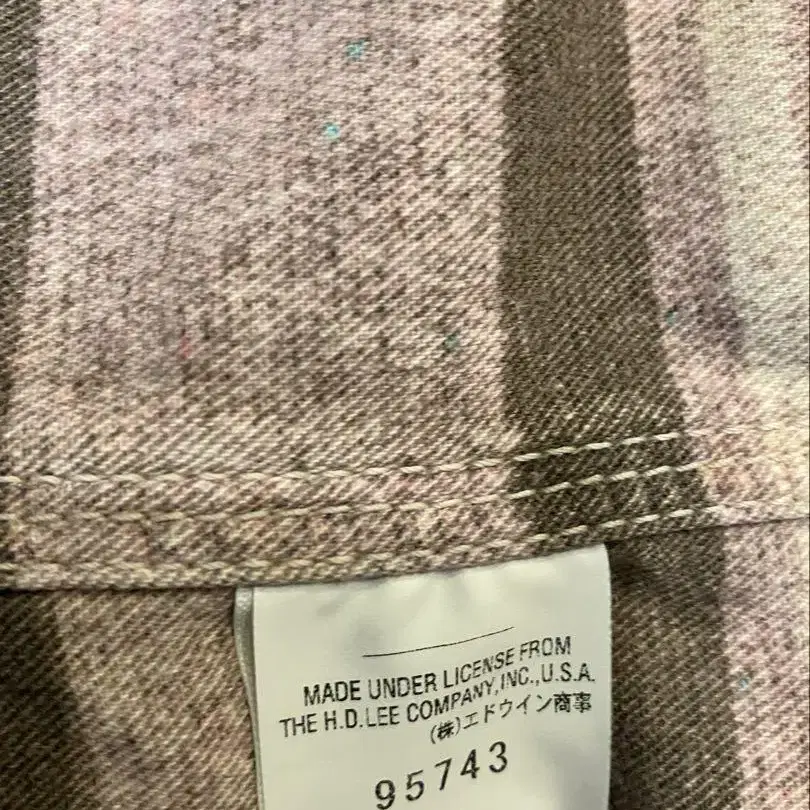 MADE UNDER LICENSE FROM
THE H.D.LEE COMPANY,INC.,U.S.A.
(株)エドウイン商事
95743